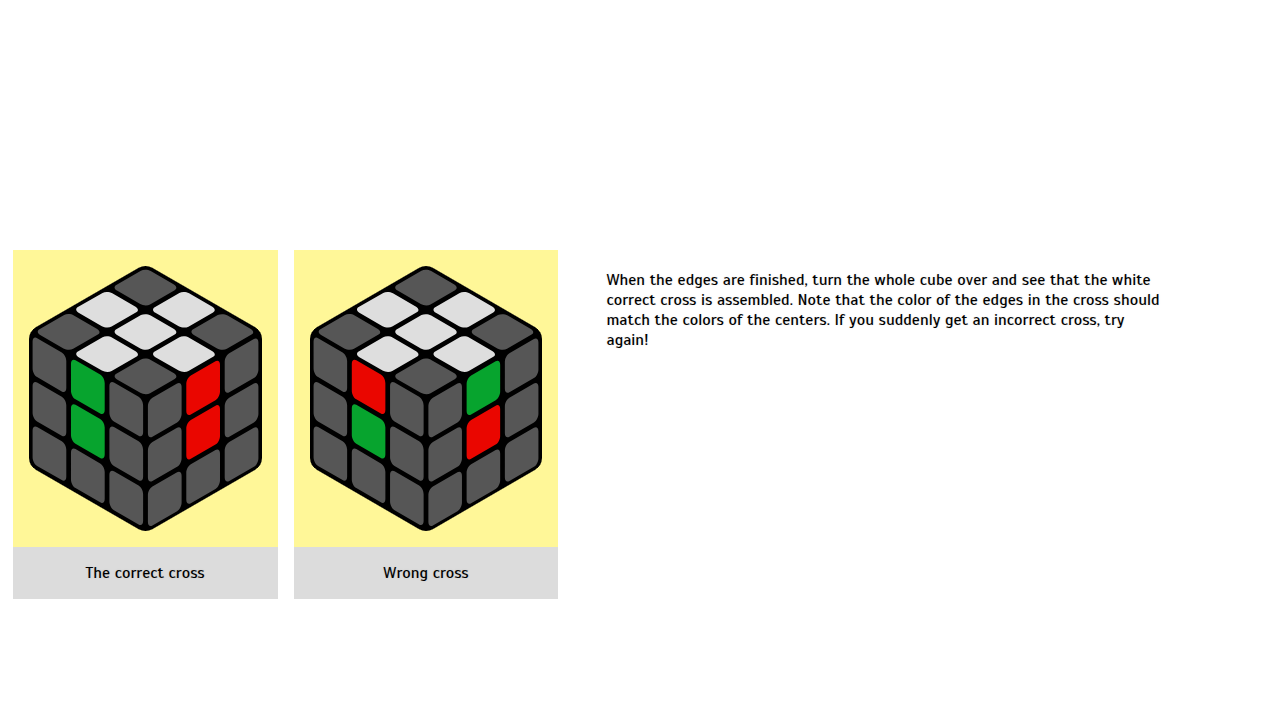 The correct cross
Wrong cross
When the edges are finished, turn the whole cube over and see that the white
correct cross is assembled. Note that the color of the edges in the cross should
match the colors of the centers. If you suddenly get an incorrect cross, try
again!